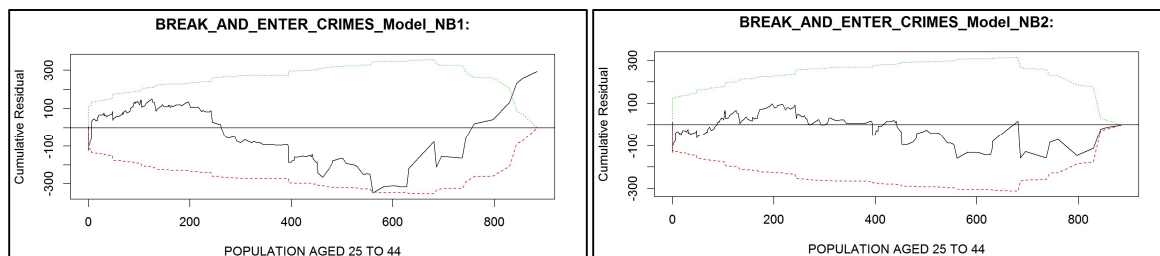 BREAK_AND_ENTER_CRIMES_Model_NB1:
Cumulative Residual
300
100
-100
-300
0 200 400 600 800
POPULATION AGED 25 TO 44
BREAK_AND_ENTER_CRIMES_Model_NB2:
Cumulative Residual
300
100
-100
-300
0 200 400 600 800
POPULATION AGED 25 TO 44